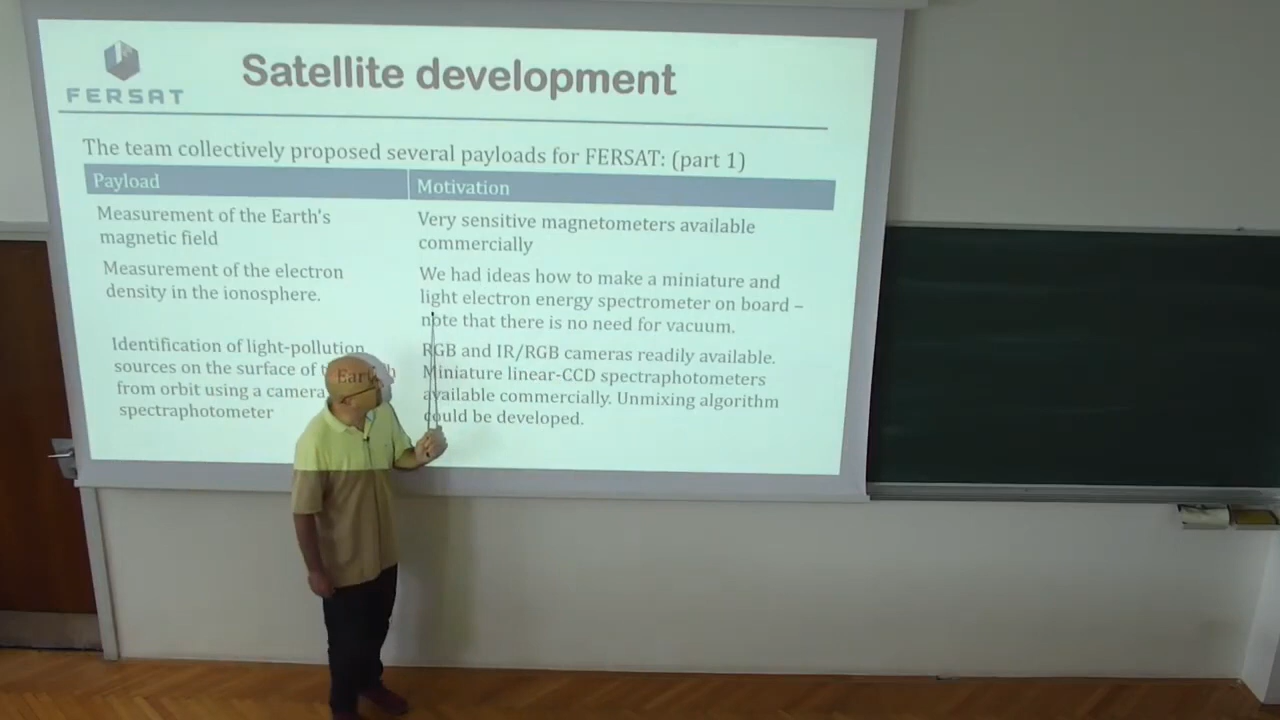 FERSAT
Satellite development
The team collectively proposed several payloads for FERSAT: (part 1)
Payload
Motivation
Measurement of the Earth's
magnetic field
Very sensitive magnetometers available
commercially
Measurement of the electron
density in the ionosphere.
We had ideas how to make a miniature and
light electron energy spectrometer on board –
note that there is no need for vacuum.
Identification of light-pollution
sources on the surface of the Earth
from orbit using a camera
spectraphotometer
RGB and IR/RGB cameras readily available.
Miniature linear-CCD spectraphotometers
available commercially. Unmixing algorithm
could be developed.